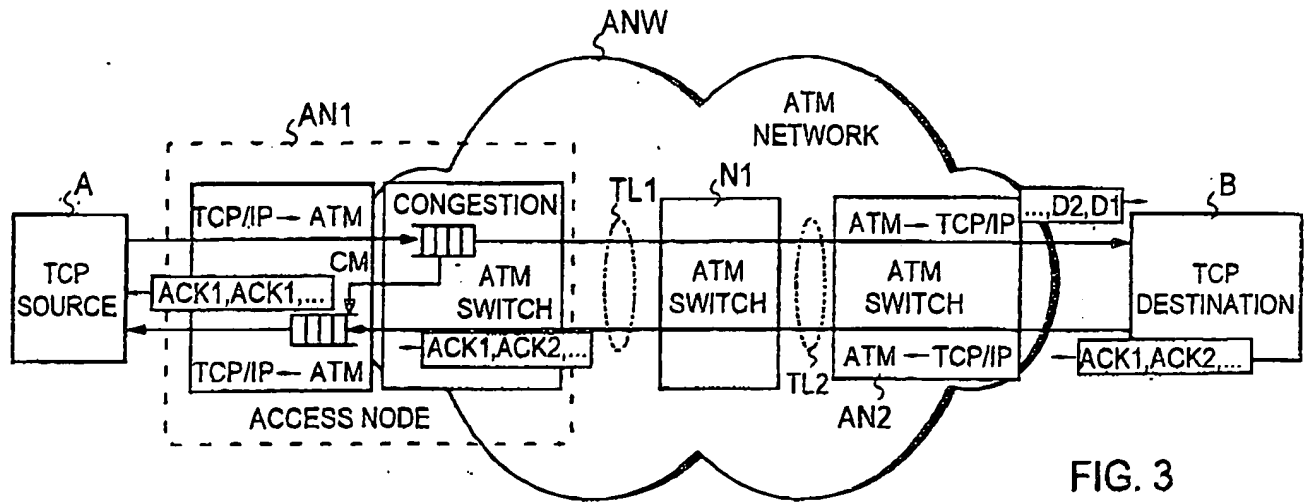 ANW
ATM
NETWORK
AN1
A
TCP/IP → ATM
CONGESTION
TL1
N1
...,D2,D1
B
ATM → TCP/IP
TCP
SOURCE
CM
ATM
SWITCH
ATM
SWITCH
ATM
SWITCH
TCP
DESTINATION
ACK1,ACK1,...
ACK1,ACK2,...
ACK1,ACK2,...
TCP/IP ← ATM
ATM ← TCP/IP
TL2
ACCESS NODE
AN2
FIG. 3